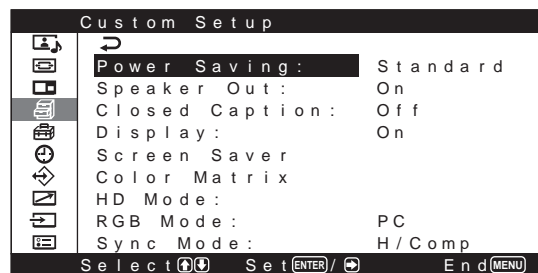 Custom Setup
Power Saving: Standard
Speaker Out: On
Closed Caption: Off
Display: On
Screen Saver
Color Matrix
HD Mode:
RGB Mode: PC
Sync Mode: H/Comp
Select Set ENTER / End MENU